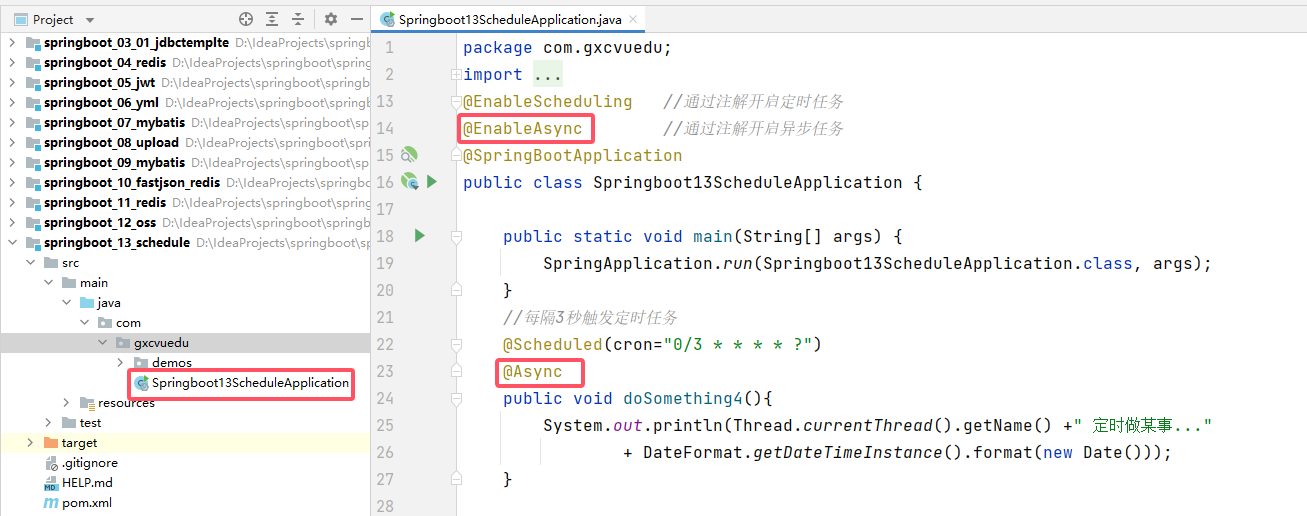 Project
Springboot13ScheduleApplication.java
springboot_03_01_jdbctemplte D:\IdeaProjects\springb
springboot_04_redis D:\IdeaProjects\springboot\spring
springboot_05_jwt D:\IdeaProjects\springboot\springbo
springboot_06_yml D:\IdeaProjects\springboot\springb
springboot_07_mybatis D:\IdeaProjects\springboot\spr
springboot_08_upload D:\IdeaProjects\springboot\spri
springboot_09_mybatis D:\IdeaProjects\springboot\spr
springboot_10_fastjson_redis D:\IdeaProjects\springbo
springboot_11_redis D:\IdeaProjects\springboot\spring
springboot_12_oss D:\IdeaProjects\springboot\springb
springboot_13_schedule D:\IdeaProjects\springboot\sp
src
main
java
com
gxcvuedu
demos
Springboot13ScheduleApplication
resources
test
target
.gitignore
HELP.md
pom.xml
1 package com.gxcvuedu;
2 import ...
13 @EnableScheduling //通过注解开启定时任务
14 @EnableAsync //通过注解开启异步任务
15 @SpringBootApplication
16 public class Springboot13ScheduleApplication {
17
18 public static void main(String[] args) {
19 SpringApplication.run(Springboot13ScheduleApplication.class, args);
20 }
21 //每隔3秒触发定时任务
22 @Scheduled(cron="0/3 * * * * ?")
23 @Async
24 public void doSomething4(){
25 System.out.println(Thread.currentThread().getName() +" 定时做某事..."
26 + DateFormat.getDateTimeInstance().format(new Date()));
27 }
28